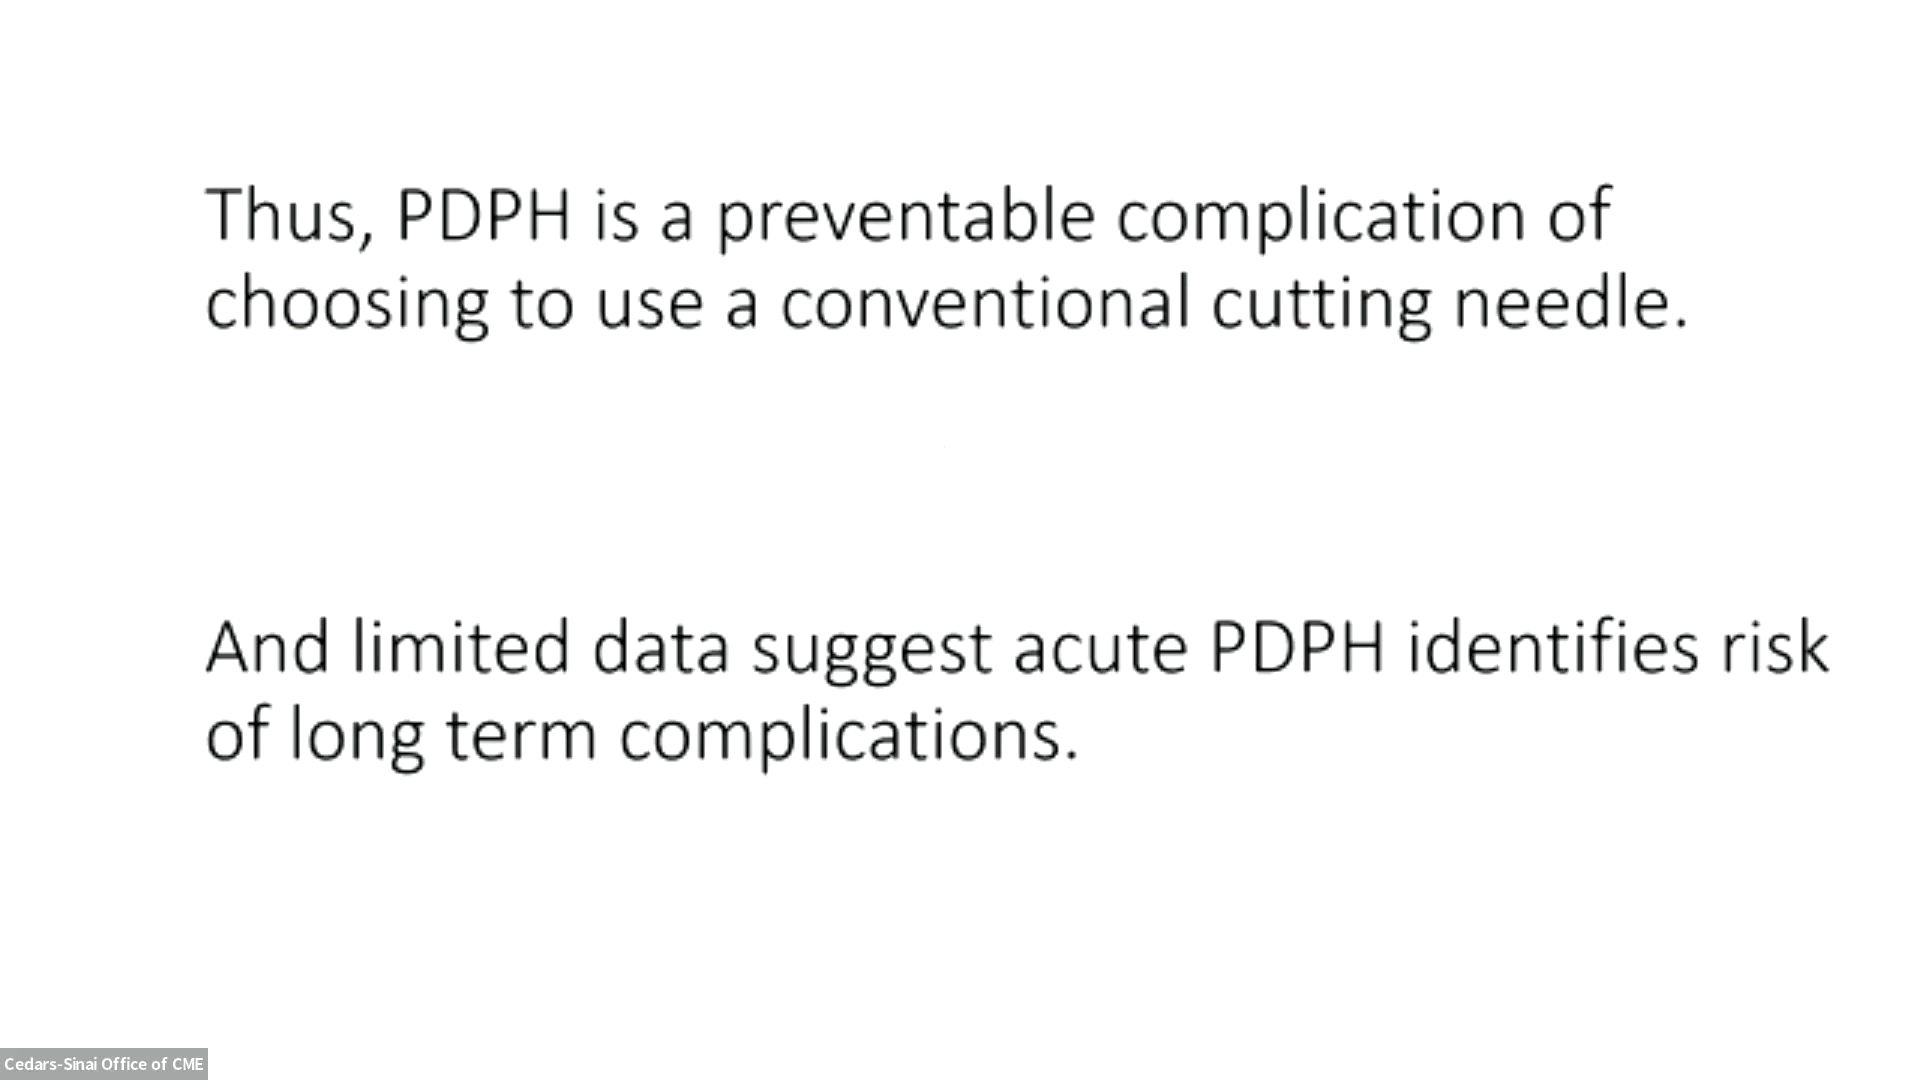 Thus, PDPH is a preventable complication of
choosing to use a conventional cutting needle.
And limited data suggest acute PDPH identifies risk
of long term complications.
Cedars-Sinai Office of CME